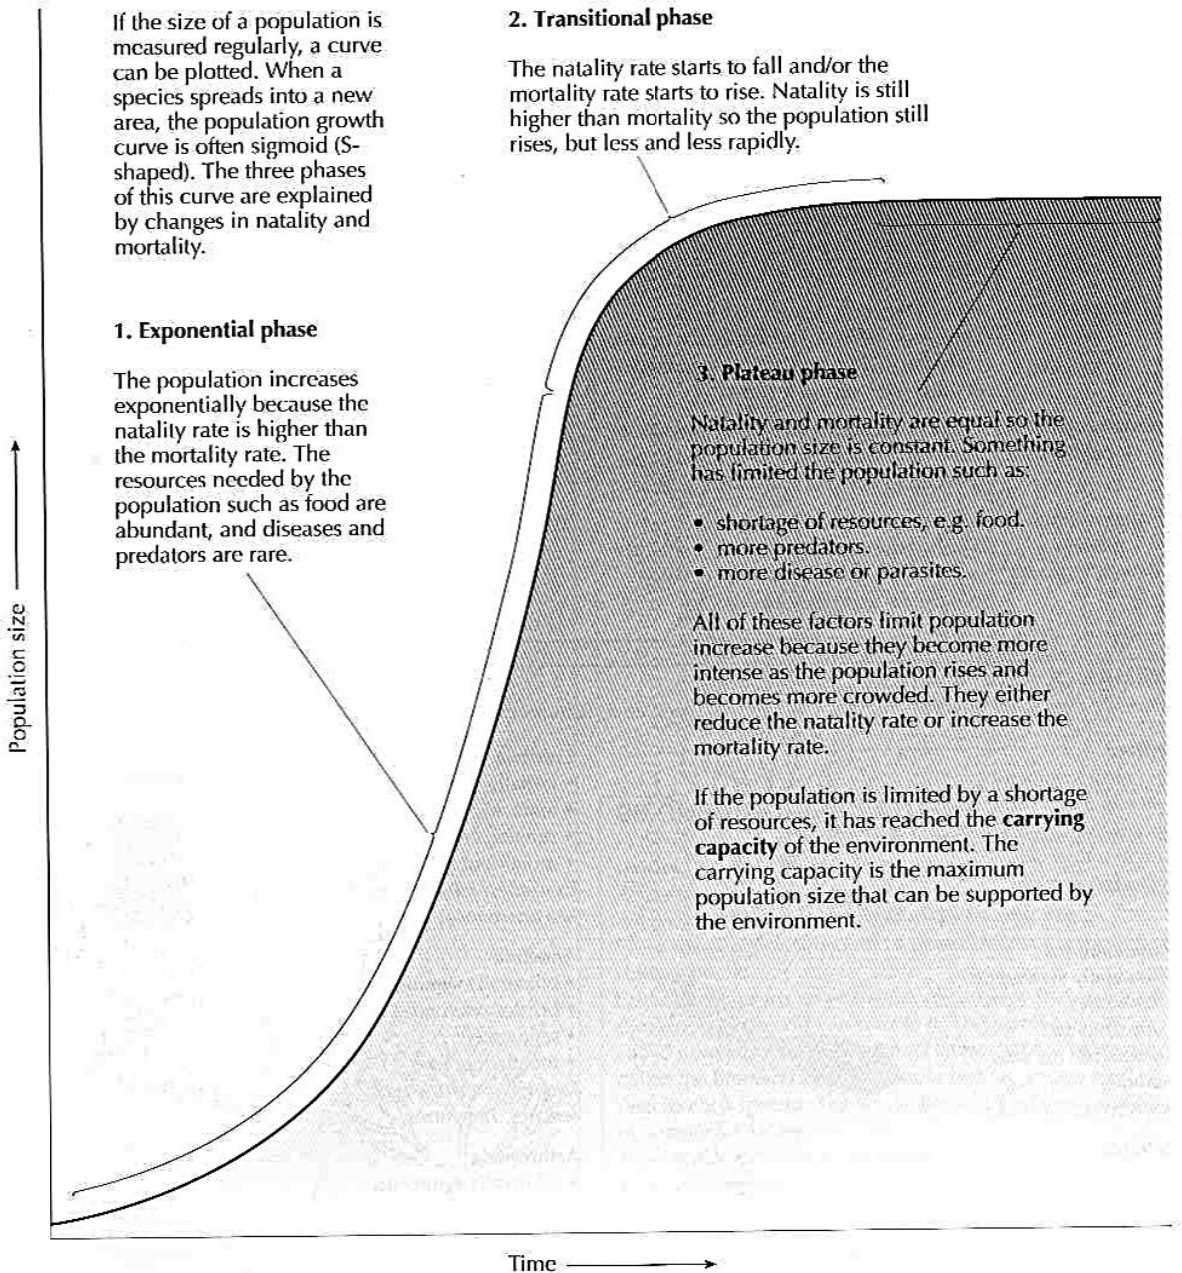 If the size of a population is
measured regularly, a curve
can be plotted. When a
species spreads into a new
area, the population growth
curve is often sigmoid (S-
shaped). The three phases
of this curve are explained
by changes in natality and
mortality.
2. Transitional phase
The natality rate starts to fall and/or the
mortality rate starts to rise. Natality is still
higher than mortality so the population still
rises, but less and less rapidly.
1. Exponential phase
The population increases
exponentially because the
natality rate is higher than
the mortality rate. The
resources needed by the
population such as food are
abundant, and diseases and
predators are rare.
3. Plateau phase
Natality and mortality are equal so the
population size is constant. Something
has limited the population such as:
• shortage of resources, e.g. food.
• more predators.
• more disease or parasites.
All of these factors limit population
increase because they become more
intense as the population rises and
becomes more crowded. They either
reduce the natality rate or increase the
mortality rate.
If the population is limited by a shortage
of resources, it has reached the carrying
capacity of the environment. The
carrying capacity is the maximum
population size that can be supported by
the environment.
Population size
Time